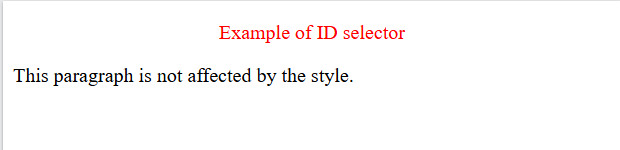 Example of ID selector
This paragraph is not affected by the style.